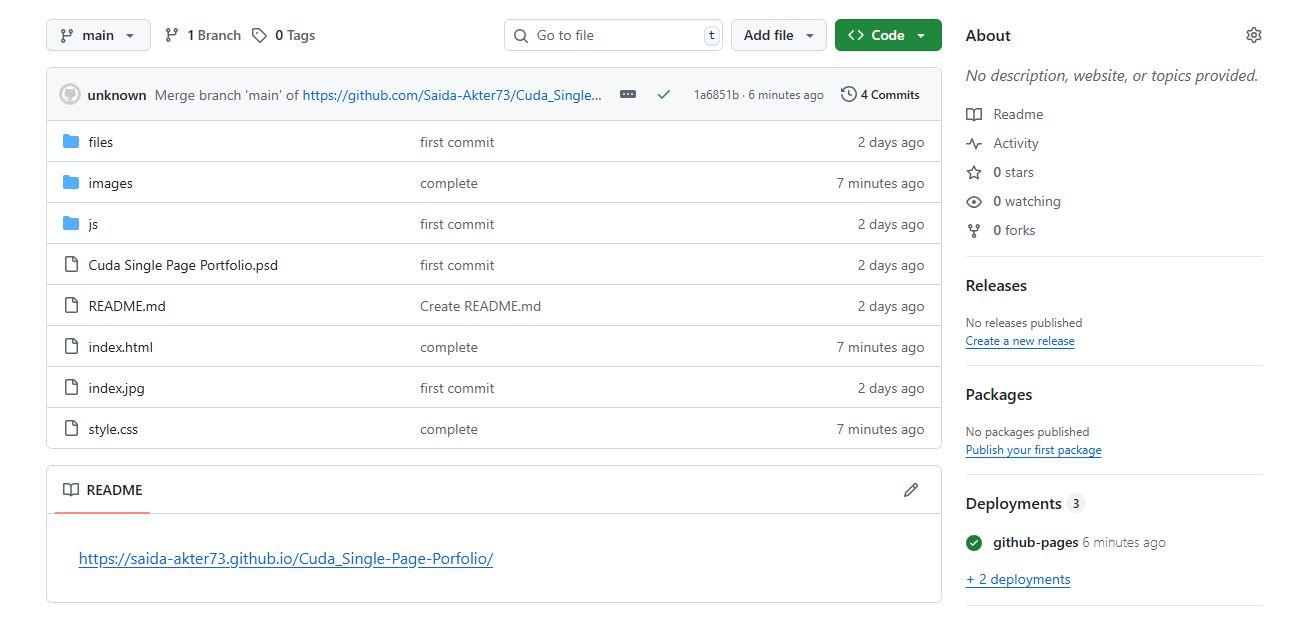 main
1 Branch
0 Tags
Go to file
t
Add file
Code
unknown Merge branch 'main' of https://github.com/Saida-Akter73/Cuda_Single... 1a6851b · 6 minutes ago 4 Commits
files first commit 2 days ago
images complete 7 minutes ago
js first commit 2 days ago
Cuda Single Page Portfolio.psd first commit 2 days ago
README.md Create README.md 2 days ago
index.html complete 7 minutes ago
index.jpg first commit 2 days ago
style.css complete 7 minutes ago
README
https://saida-akter73.github.io/Cuda_Single-Page-Porfolio/
About
No description, website, or topics provided.
Readme
Activity
0 stars
0 watching
0 forks
Releases
No releases published
Create a new release
Packages
No packages published
Publish your first package
Deployments 3
github-pages 6 minutes ago
+ 2 deployments